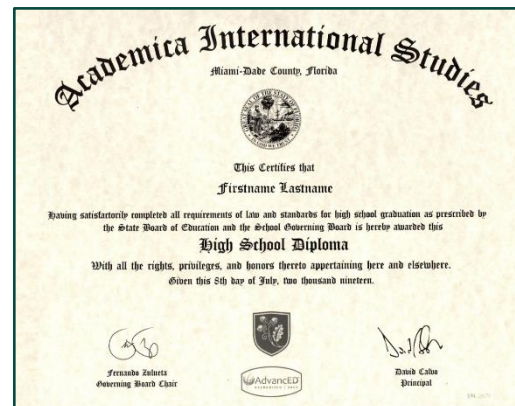 Academica International Studies
Miami-Dade County, Florida
This Certifies that
Firstname Lastname
Having satisfactorily completed all requirements of law and standards for high school graduation as prescribed by
the State Board of Education and the School Governing Board is hereby awarded this
High School Diploma
With all the rights, privileges, and honors thereto appertaining here and elsewhere.
Given this 8th day of July, two thousand nineteen.
Fernando Zulueta
Governing Board Chair
AdvancED
David Calvo
Principal